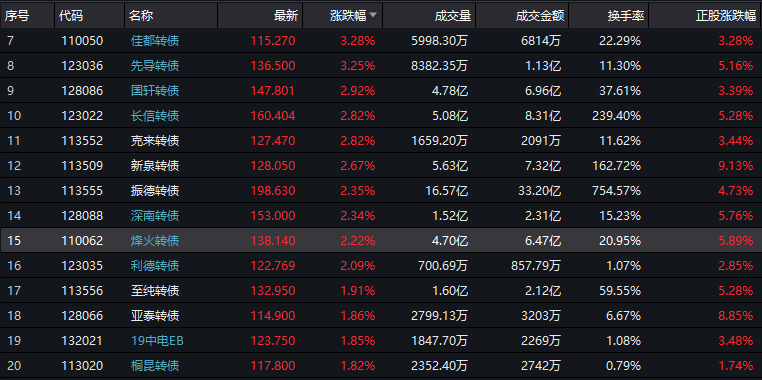 序号 代码 名称 最新 涨跌幅 成交量 成交金额 换手率 正股涨跌幅
7 110050 佳都转债 115.270 3.28% 5998.30万 6814万 22.29% 3.28%
8 123036 先导转债 136.500 3.25% 8382.35万 1.13亿 11.30% 5.16%
9 128086 国轩转债 147.801 2.92% 4.78亿 6.96亿 37.61% 3.39%
10 123022 长信转债 160.404 2.82% 5.08亿 8.31亿 239.40% 5.28%
11 113552 克来转债 127.470 2.82% 1659.20万 2091万 11.62% 3.44%
12 113509 新泉转债 128.050 2.67% 5.63亿 7.32亿 162.72% 9.13%
13 113555 振德转债 198.630 2.35% 16.57亿 33.20亿 754.57% 4.73%
14 128088 深南转债 153.000 2.34% 1.52亿 2.31亿 15.23% 5.76%
15 110062 烽火转债 138.140 2.22% 4.70亿 6.47亿 20.95% 5.89%
16 123035 利德转债 122.769 2.09% 700.69万 857.79万 1.07% 2.85%
17 113556 至纯转债 132.950 1.91% 1.60亿 2.12亿 59.55% 5.28%
18 128066 亚泰转债 114.900 1.86% 2799.13万 3203万 6.67% 8.85%
19 132021 19中电EB 123.750 1.85% 1847.70万 2269万 1.08% 3.48%
20 113020 桐昆转债 117.800 1.82% 2352.40万 2742万 0.79% 1.74%